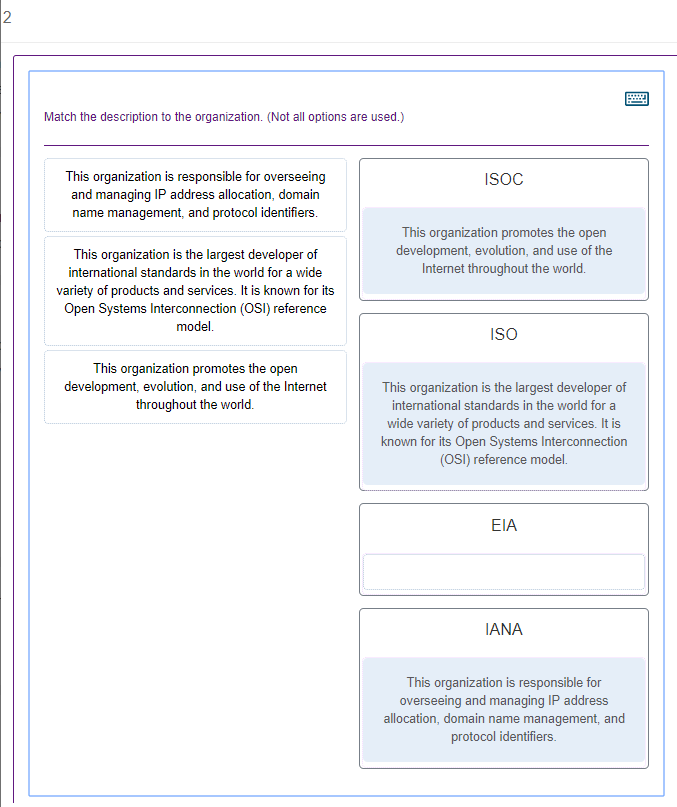 2
Match the description to the organization. (Not all options are used.)
This organization is responsible for overseeing
and managing IP address allocation, domain
name management, and protocol identifiers.
This organization is the largest developer of
international standards in the world for a wide
variety of products and services. It is known for its
Open Systems Interconnection (OSI) reference
model.
This organization promotes the open
development, evolution, and use of the Internet
throughout the world.
ISOC
This organization promotes the open
development, evolution, and use of the
Internet throughout the world.
ISO
This organization is the largest developer of
international standards in the world for a
wide variety of products and services. It is
known for its Open Systems Interconnection
(OSI) reference model.
EIA
IANA
This organization is responsible for
overseeing and managing IP address
allocation, domain name management, and
protocol identifiers.